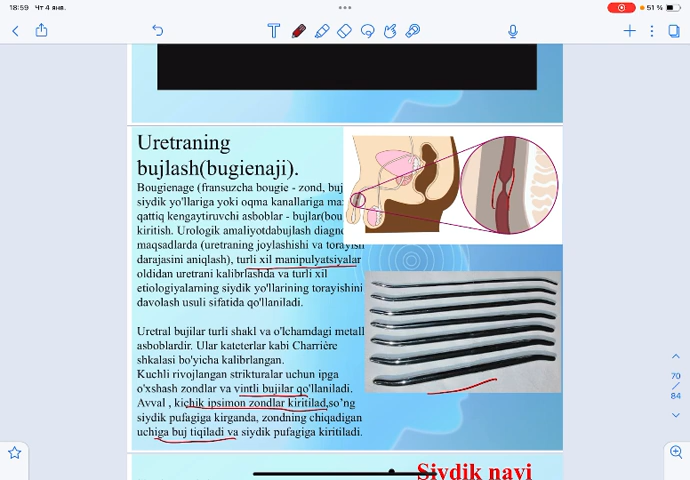 18:59 Чт 4 янв.
51 %
Uretraning
bujlash(bugienaji).
Bougienage (fransuzcha bougie - zond, buj
siydik yo'llariga yoki oqma kanallariga ma
qattiq kengaytiruvchi asboblar - bujlar(bou
kiritish. Urologik amaliyotdabujlash diagno
maqsadlarda (uretraning joylashishi va torayish
darajasini aniqlash), turli xil manipulyatsiyalar
oldidan uretrani kalibrlashda va turli xil
etiologiyalarning siydik yo'llarining torayishini
davolash usuli sifatida qo'llaniladi.
Uretral bujilar turli shakl va o'lchamdagi metall
asboblardir. Ular kateterlar kabi Charrière
shkalasi bo'yicha kalibrlangan.
Kuchli rivojlangan strikturalar uchun ipga
o'xshash zondlar va vintli bujilar qo'llaniladi.
Avval , kichik ipsimon zondlar kiritilad,so'ng
siydik pufagiga kirganda, zondning chiqadigan
uchiga buj tiqiladi va siydik pufagiga kiritiladi.
70
/
84
Siydik navi